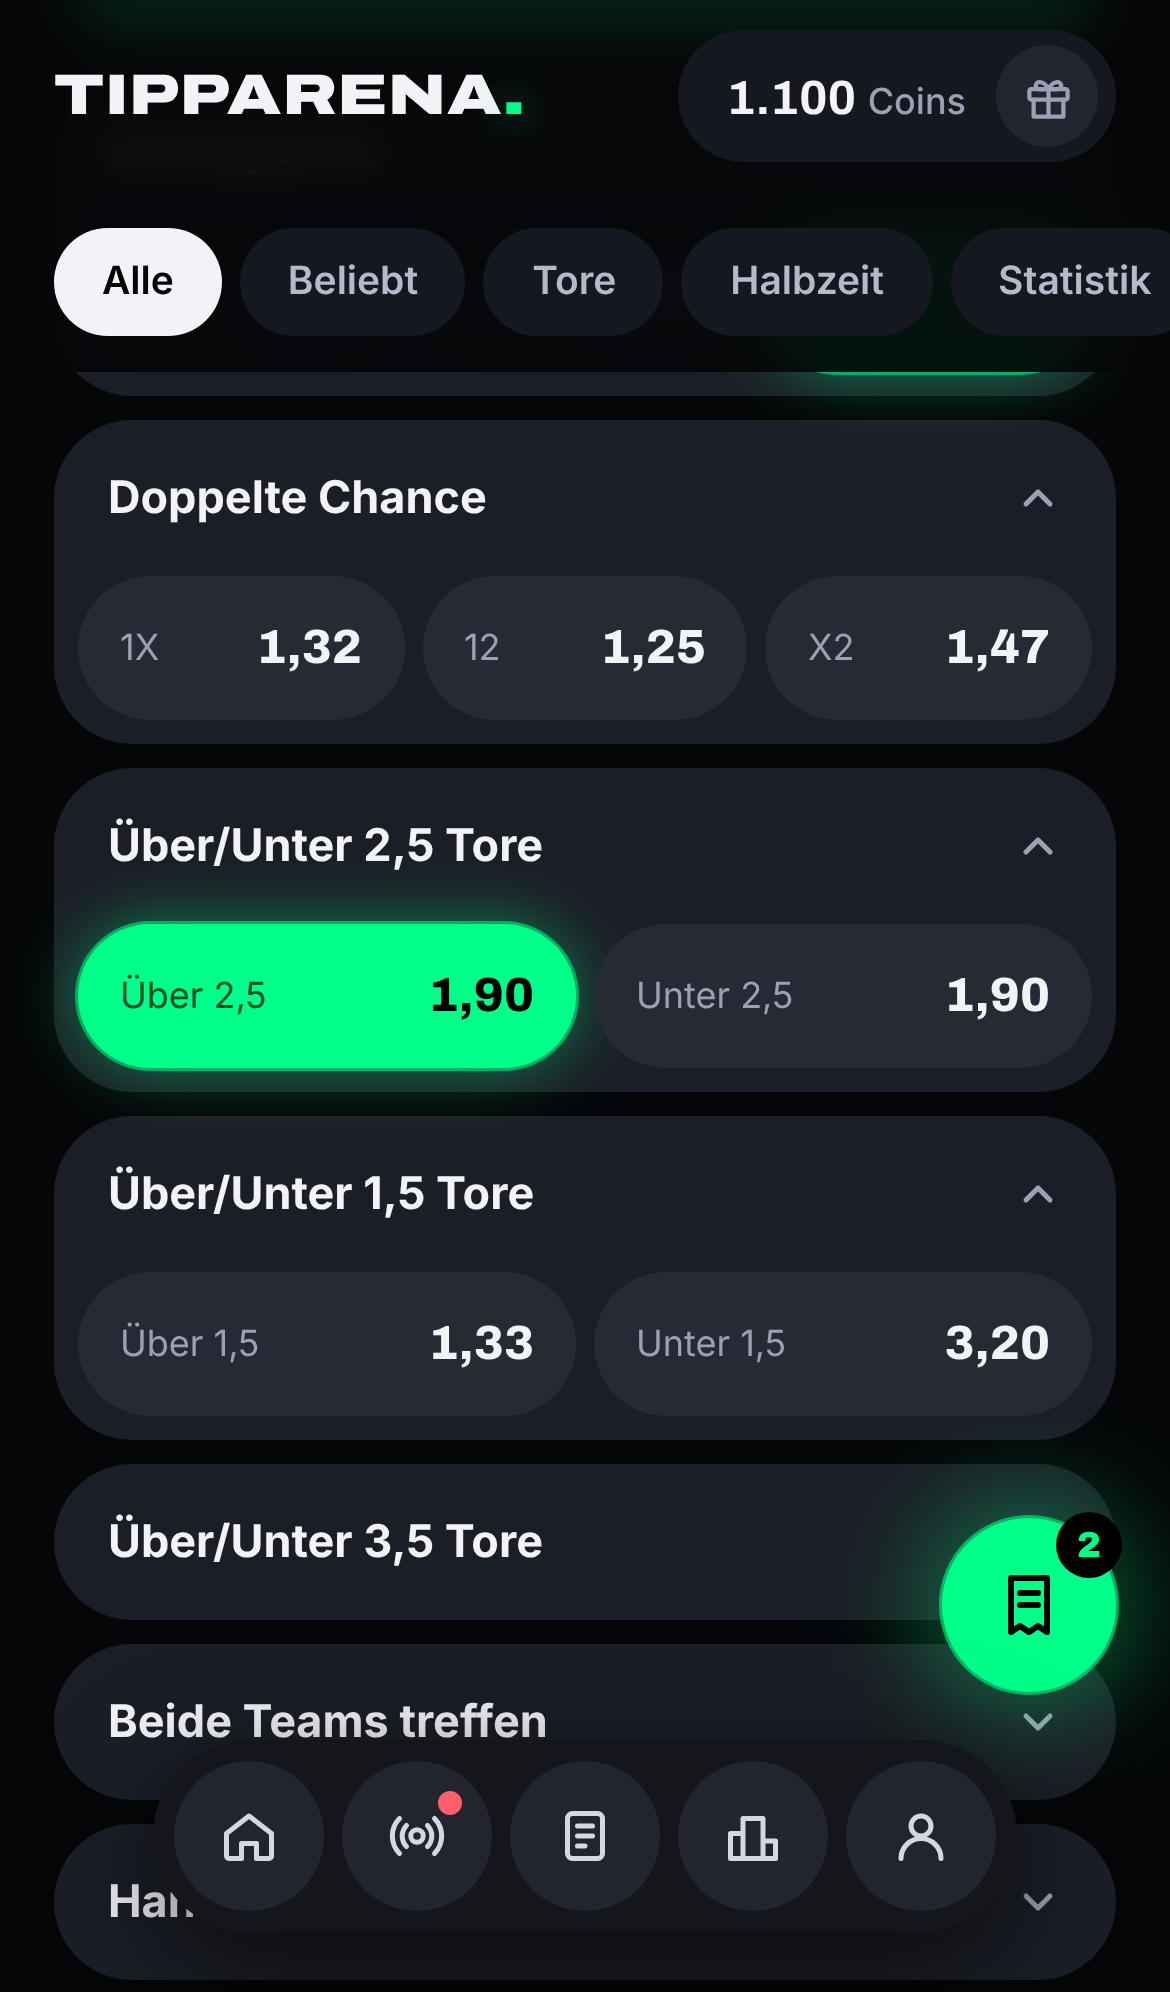 TIPPARENA.
1.100 Coins
Endergebnis
Alle
Beliebt
Tore
Halbzeit
Statistik
Doppelte Chance
1X 1,32
12 1,25
X2 1,47
Über/Unter 2,5 Tore
Über 2,5 1,90
Unter 2,5 1,90
Über/Unter 1,5 Tore
Über 1,5 1,33
Unter 1,5 3,20
Über/Unter 3,5 Tore
2
Beide Teams treffen